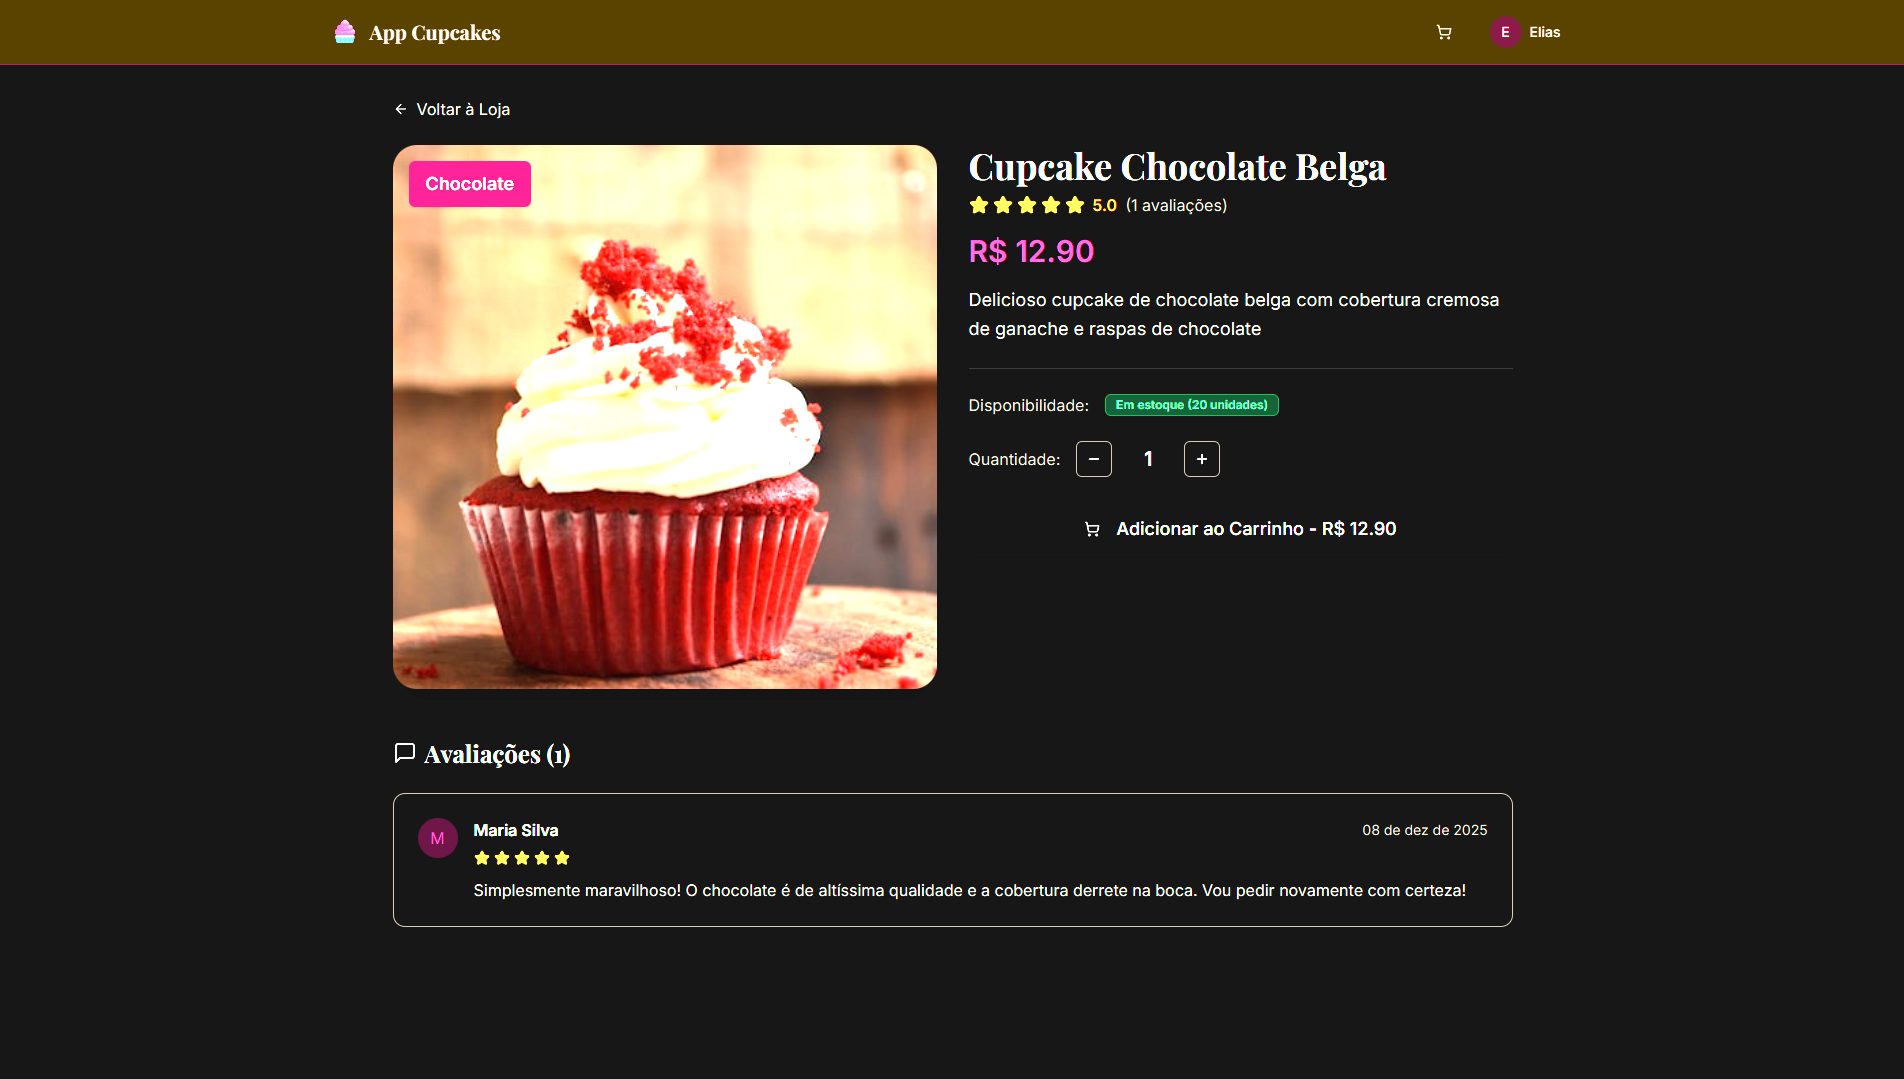 App Cupcakes
E Elias
Voltar à Loja
Chocolate
Cupcake Chocolate Belga
5.0 (1 avaliações)
R$ 12.90
Delicioso cupcake de chocolate belga com cobertura cremosa
de ganache e raspas de chocolate
Disponibilidade: Em estoque (20 unidades)
Quantidade: − 1 +
Adicionar ao Carrinho - R$ 12.90
Avaliações (1)
M
Maria Silva
08 de dez de 2025
Simplesmente maravilhoso! O chocolate é de altíssima qualidade e a cobertura derrete na boca. Vou pedir novamente com certeza!